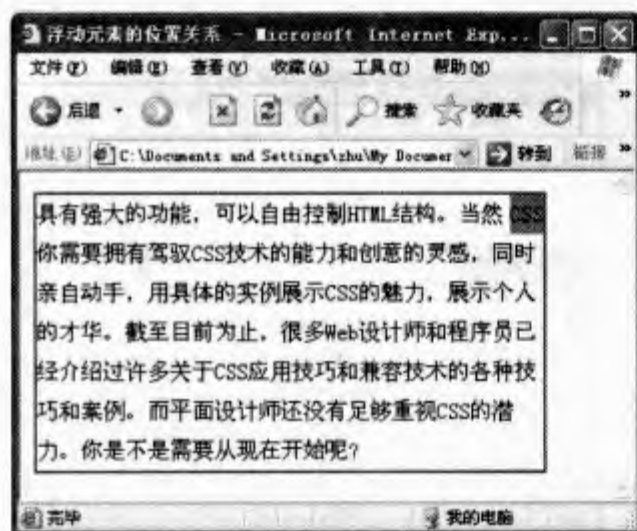 浮动元素的位置关系 - Microsoft Internet Exp...
文件(F) 编辑(E) 查看(V) 收藏(A) 工具(T) 帮助(H)
后退 搜索 收藏夹 »
地址(D) C:\Documents and Settings\zhu\My Documer 转到 链接 »
具有强大的功能，可以自由控制HTML结构。当然 CSS
你需要拥有驾驭CSS技术的能力和创意的灵感，同时
亲自动手，用具体的实例展示CSS的魅力，展示个人
的才华。截至目前为止，很多Web设计师和程序员已
经介绍过许多关于CSS应用技巧和兼容技术的各种技
巧和案例。而平面设计师还没有足够重视CSS的潜
力。你是不是需要从现在开始呢?
完毕 我的电脑